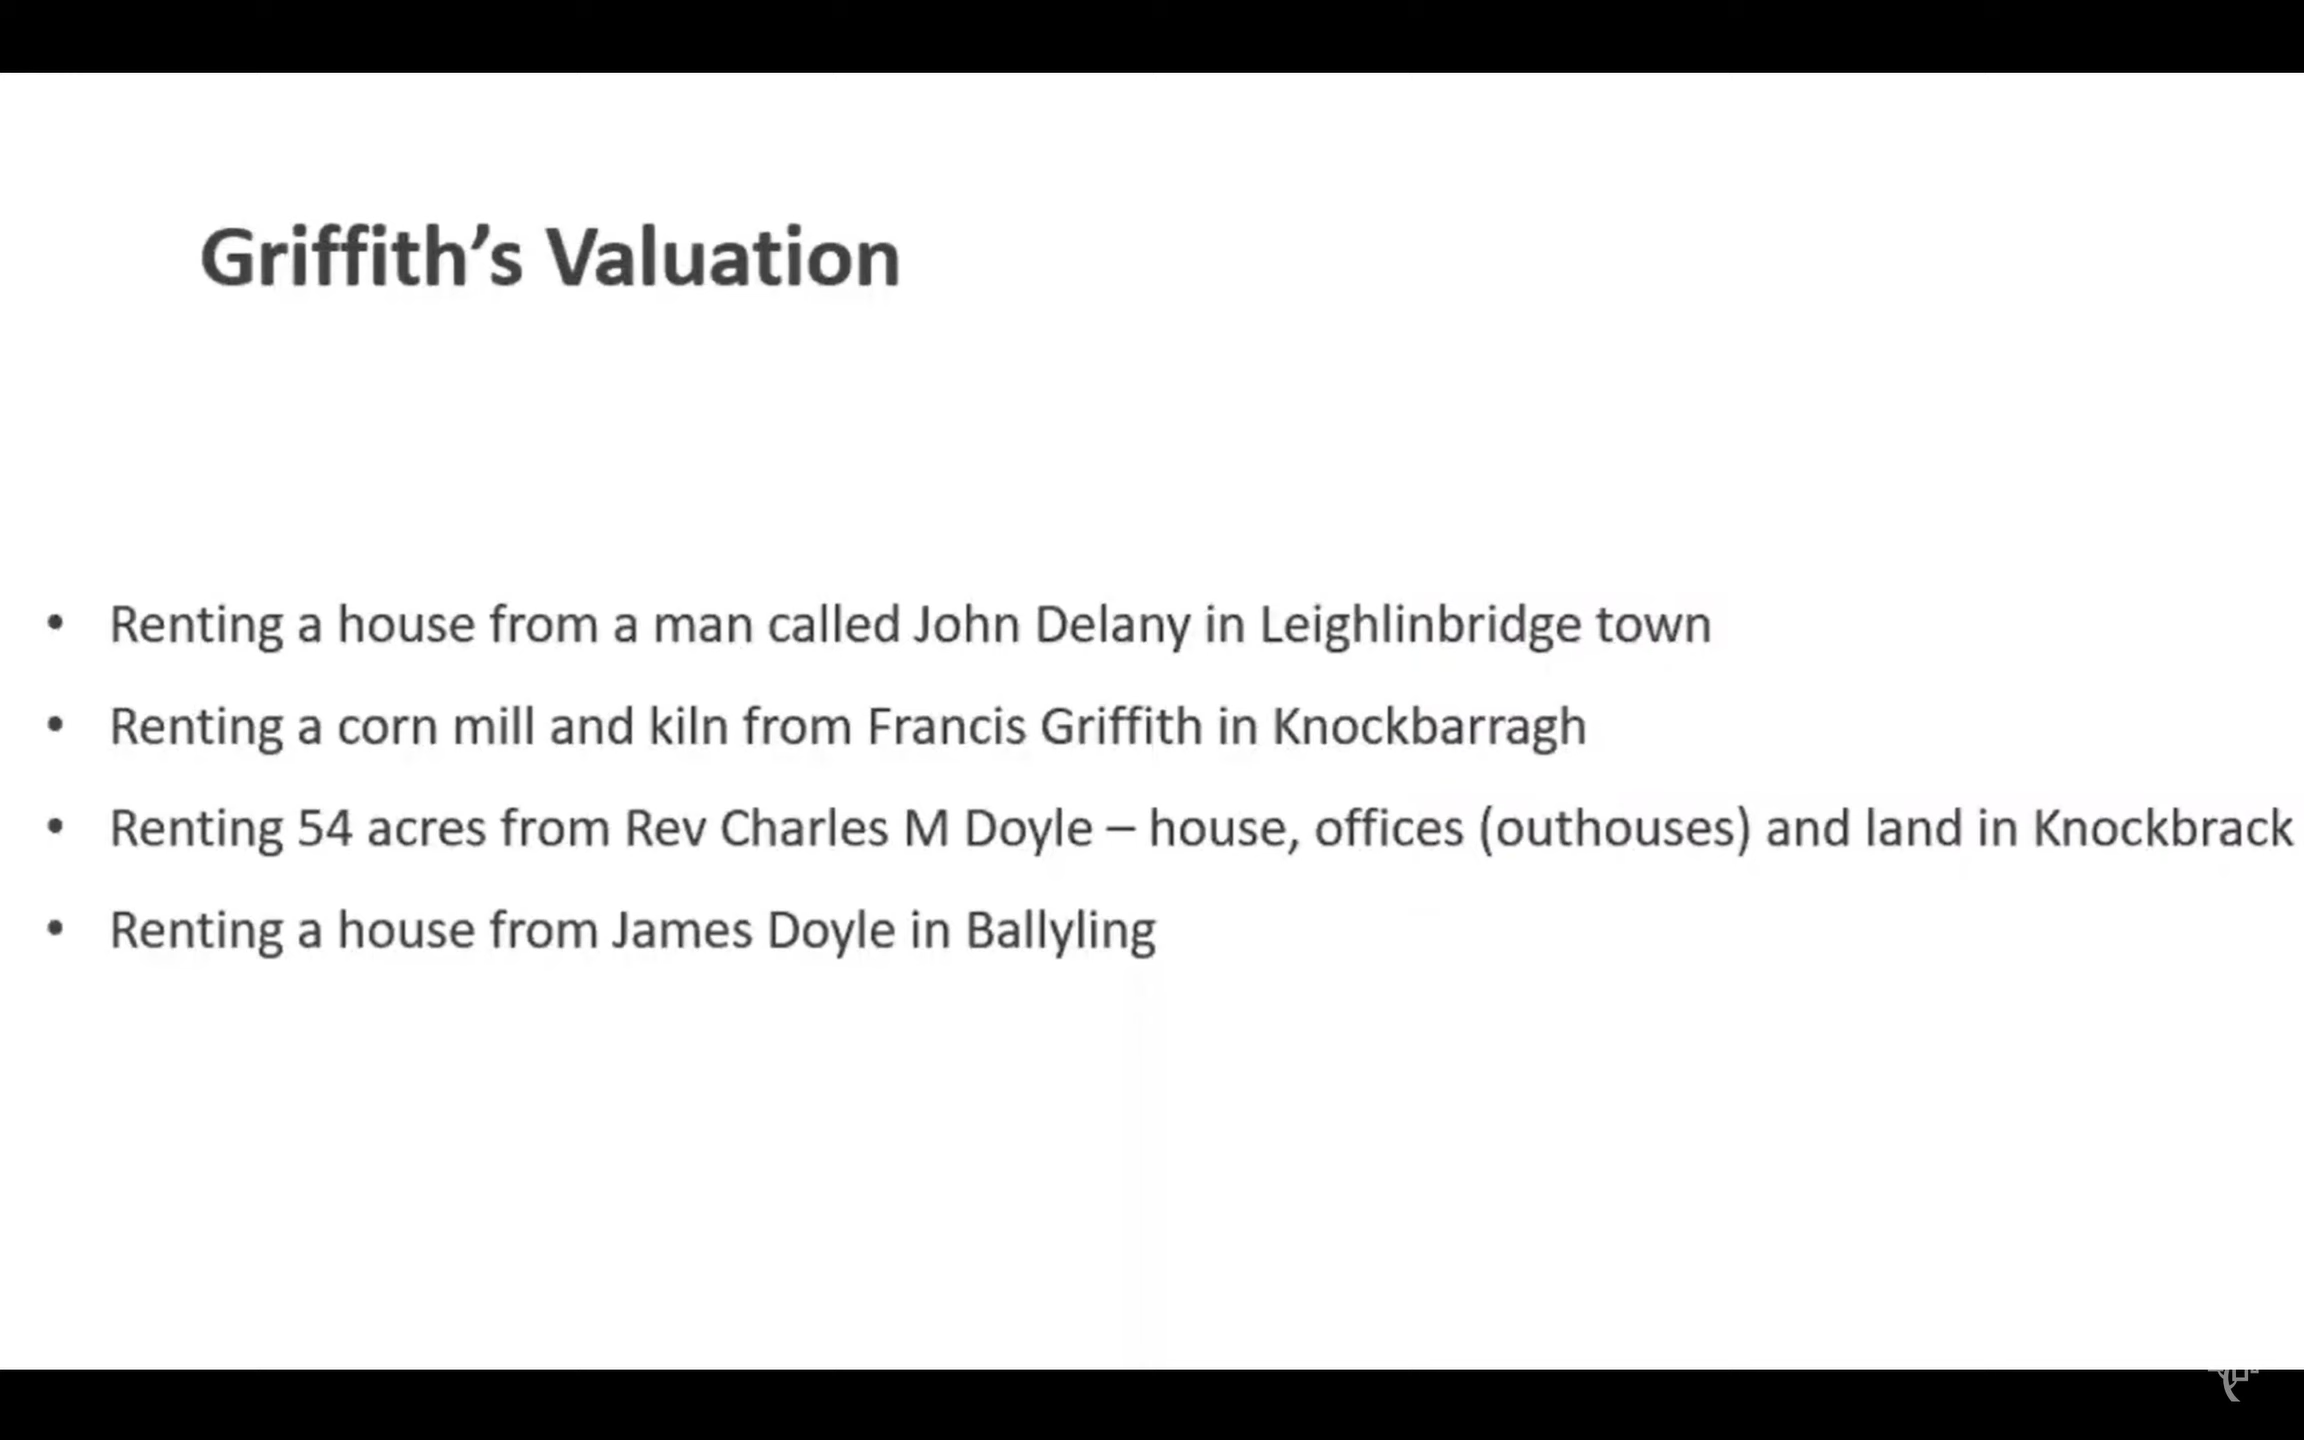 Griffith’s Valuation
• Renting a house from a man called John Delany in Leighlinbridge town
• Renting a corn mill and kiln from Francis Griffith in Knockbarragh
• Renting 54 acres from Rev Charles M Doyle – house, offices (outhouses) and land in Knockbrack
• Renting a house from James Doyle in Ballyling